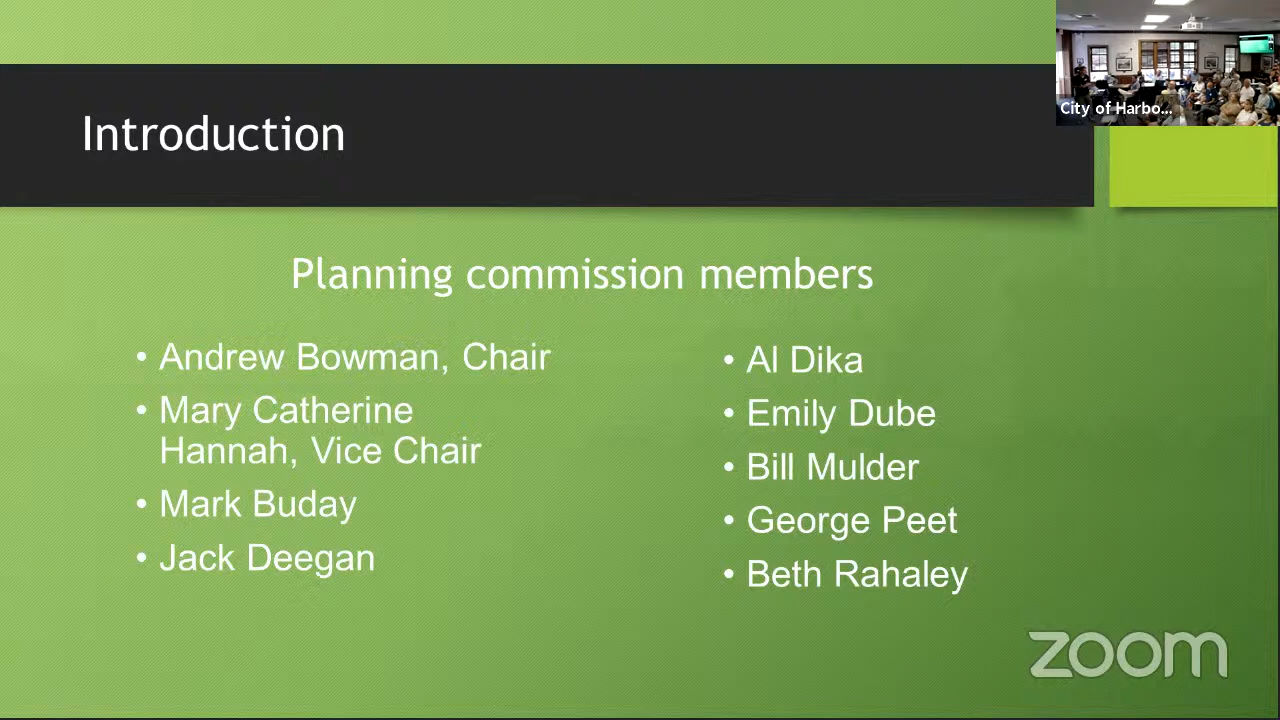 City of Harbo...
Introduction
Planning commission members
• Andrew Bowman, Chair
• Mary Catherine
Hannah, Vice Chair
• Mark Buday
• Jack Deegan
• Al Dika
• Emily Dube
• Bill Mulder
• George Peet
• Beth Rahaley
zoom